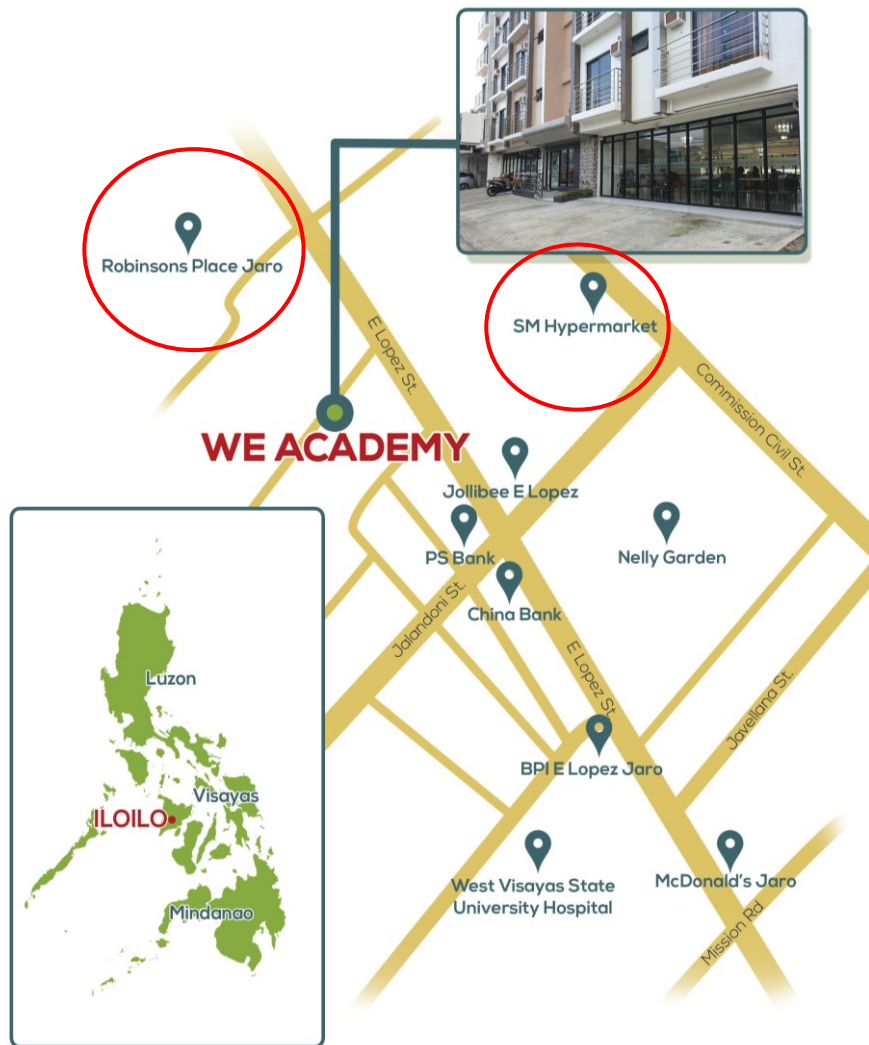 Robinsons Place Jaro
SM Hypermarket
E Lopez St.
Commission Civil St.
WE ACADEMY
Jollibee E Lopez
PS Bank
Nelly Garden
China Bank
Jalandoni St.
E Lopez St.
Javellana St.
BPI E Lopez Jaro
West Visayas State
University Hospital
McDonald's Jaro
Mission Rd
Luzon
Visayas
ILOILO
Mindanao